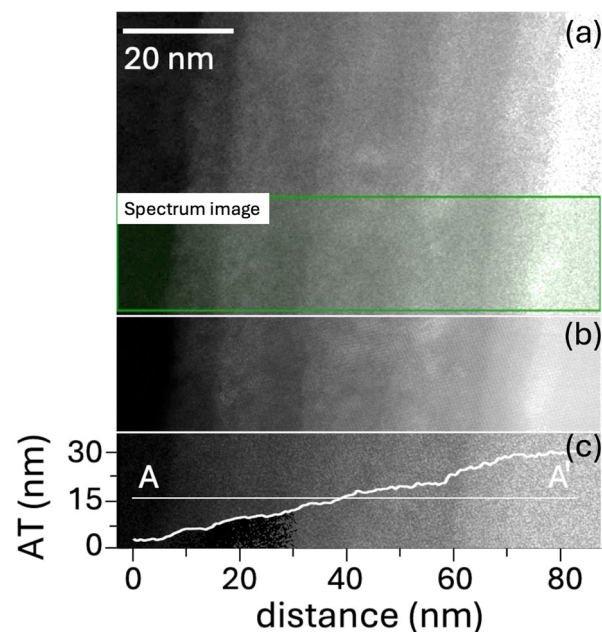 (a)
20 nm
Spectrum image
(b)
(c)
AT (nm)
30
15
0
A
A'
0 20 40 60 80
distance (nm)